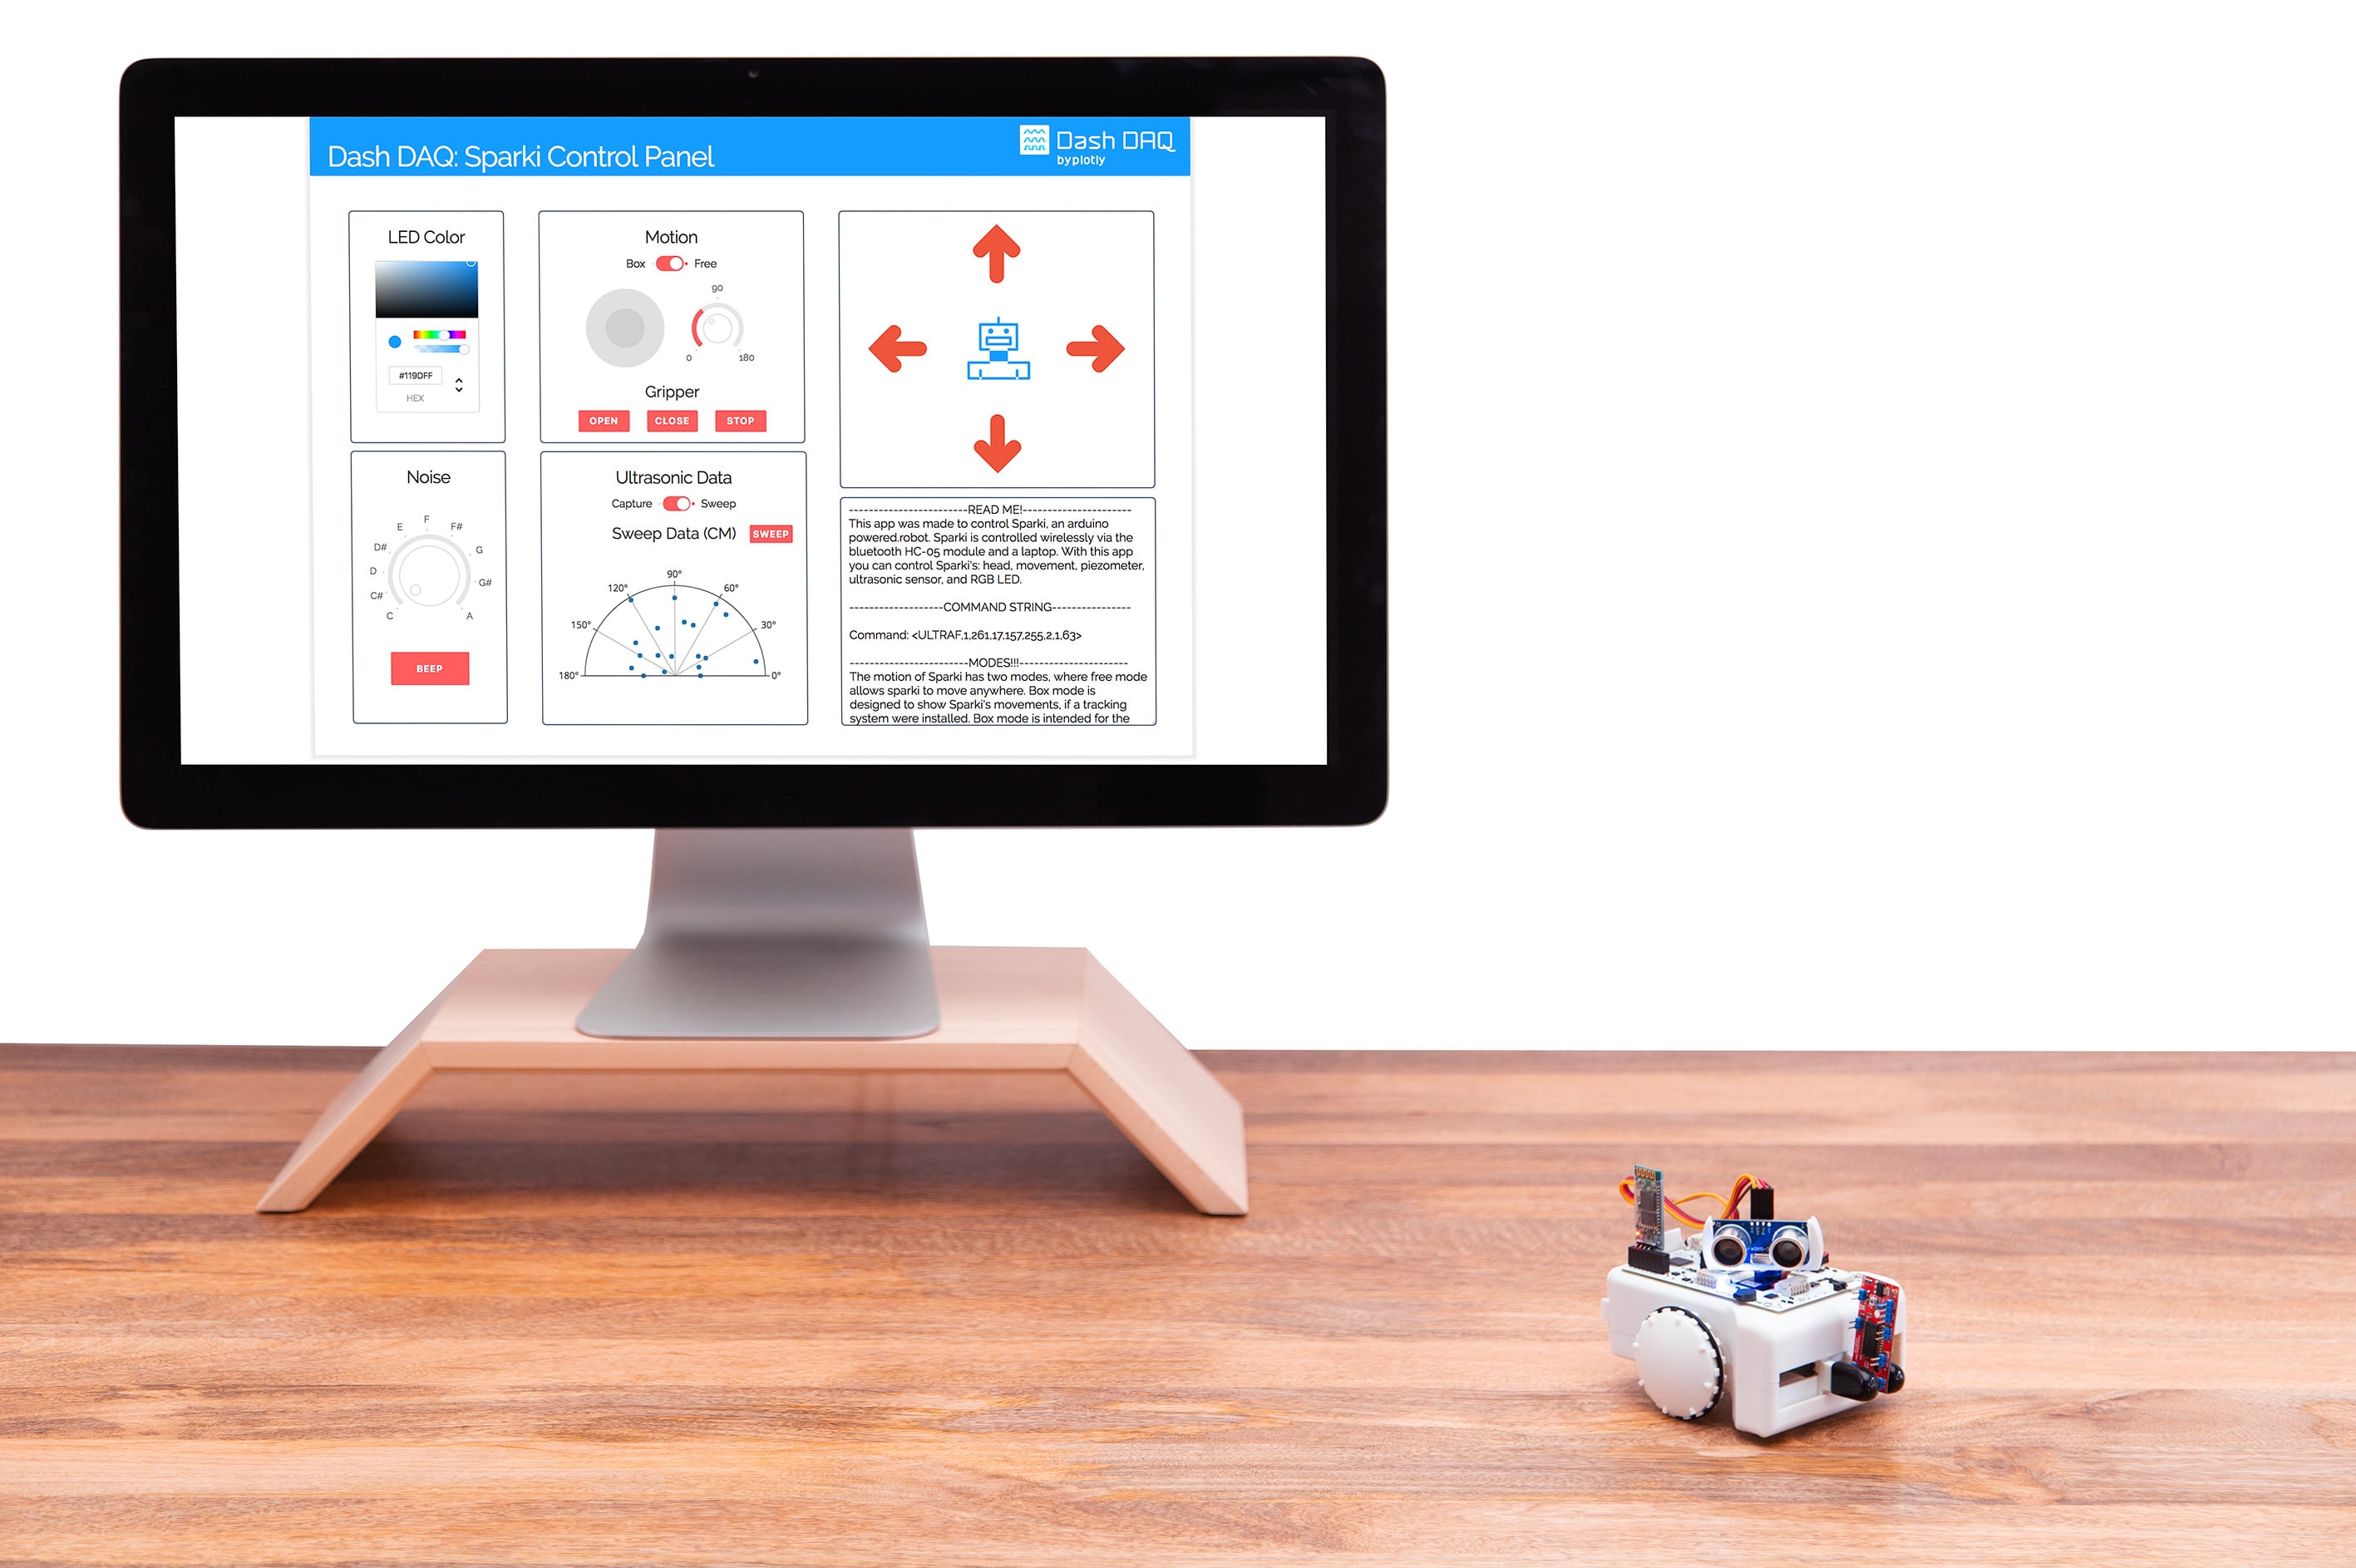 Dash DAQ: Sparki Control Panel
Dash DAQ
by plotly
LED Color
#119DFF
HEX
Motion
Box Free
90
0 180
Gripper
OPEN CLOSE STOP
Noise
F
E F#
D# G
D G#
C#
C A
BEEP
Ultrasonic Data
Capture Sweep
Sweep Data (CM) SWEEP
90°
120° 60°
150° 30°
180° 0°
------------------------READ ME!----------------------
This app was made to control Sparki, an arduino
powered.robot. Sparki is controlled wirelessly via the
bluetooth HC-05 module and a laptop. With this app
you can control Sparki's: head, movement, piezometer,
ultrasonic sensor, and RGB LED.
-------------------COMMAND STRING----------------
Command: <ULTRAF,1,261,17,157,255,2,1,63>
------------------------MODES!!!----------------------
The motion of Sparki has two modes, where free mode
allows sparki to move anywhere. Box mode is
designed to show Sparki's movements, if a tracking
system were installed. Box mode is intended for the